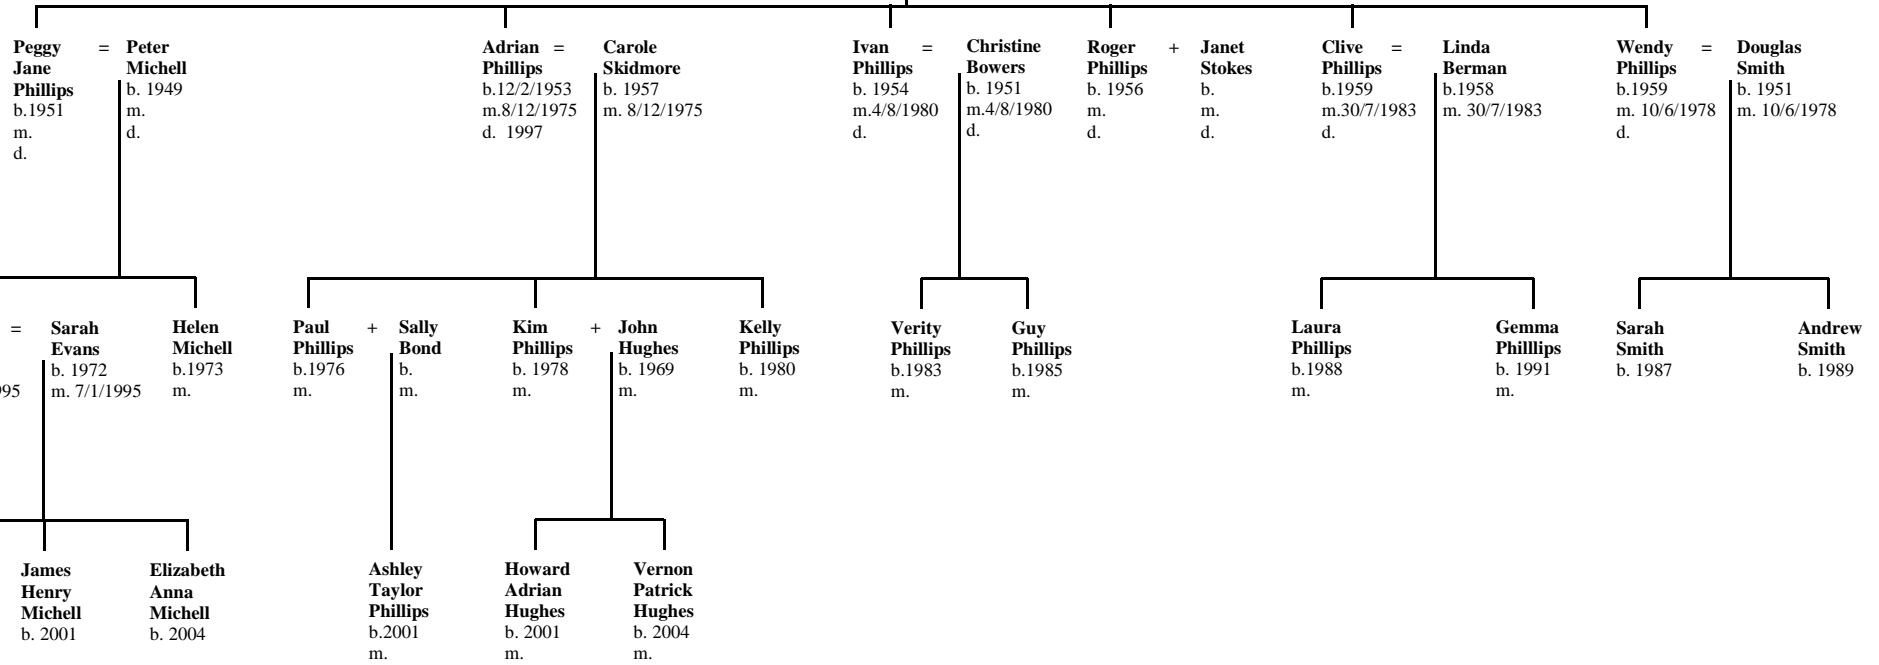 Peggy = Peter
Jane Michell
Phillips b. 1949
b.1951 m.
m. d.
d.
Adrian = Carole
Phillips Skidmore
b.12/2/1953 b. 1957
m.8/12/1975 m. 8/12/1975
d. 1997
Ivan = Christine
Phillips Bowers
b. 1954 b. 1951
m.4/8/1980 m.4/8/1980
d. d.
Roger + Janet
Phillips Stokes
b. 1956 b.
m. m.
d. d.
Clive = Linda
Phillips Berman
b.1959 b.1958
m.30/7/1983 m. 30/7/1983
d.
Wendy = Douglas
Phillips Smith
b.1959 b. 1951
m. 10/6/1978 m. 10/6/1978
d.
= Sarah
Evans
b. 1972
995 m. 7/1/1995
Helen
Michell
b.1973
m.
Paul + Sally
Phillips Bond
b.1976 b.
m. m.
Kim + John
Phillips Hughes
b. 1978 b. 1969
m. m.
Kelly
Phillips
b. 1980
m.
Verity
Phillips
b.1983
m.
Guy
Phillips
b.1985
m.
Laura
Phillips
b.1988
m.
Gemma
Philllips
b. 1991
m.
Sarah
Smith
b. 1987
Andrew
Smith
b. 1989
James
Henry
Michell
b. 2001
Elizabeth
Anna
Michell
b. 2004
Ashley
Taylor
Phillips
b.2001
m.
Howard
Adrian
Hughes
b. 2001
m.
Vernon
Patrick
Hughes
b. 2004
m.